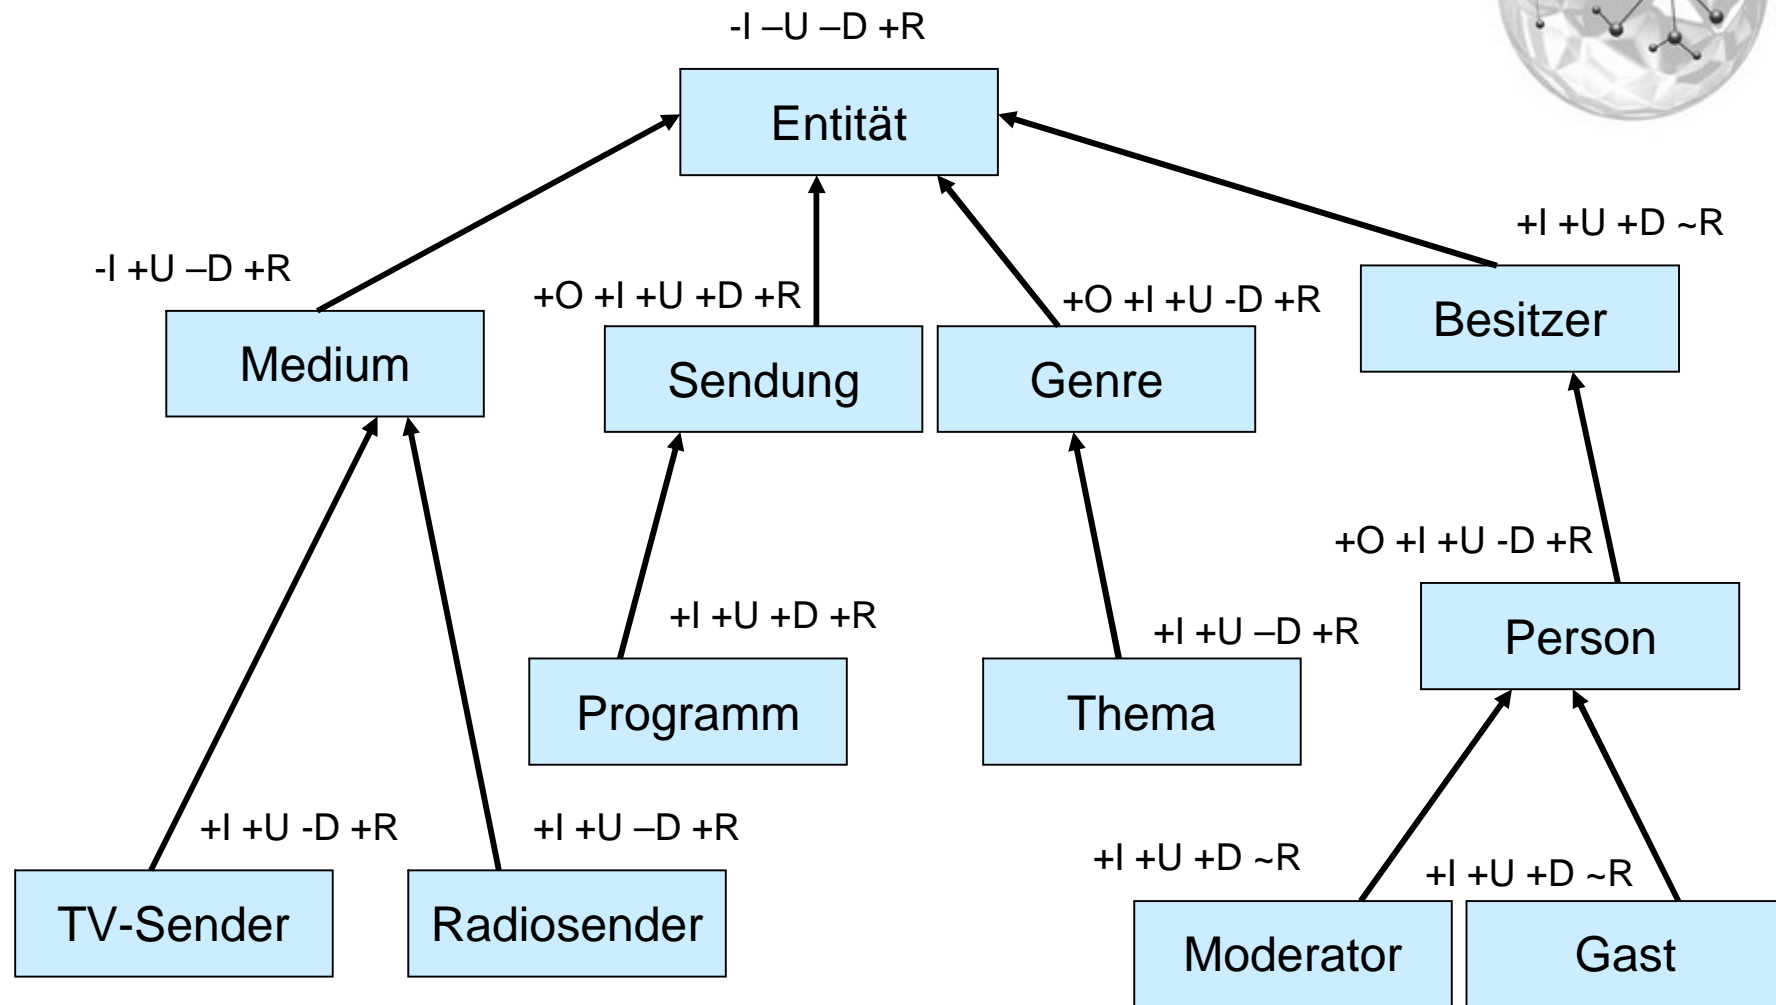 -I –U –D +R
Entität
+I +U +D ~R
-I +U –D +R
+O +I +U +D +R
+O +I +U -D +R
Besitzer
Medium
Sendung
Genre
+O +I +U -D +R
+I +U +D +R
+I +U –D +R
Person
Programm
Thema
+I +U -D +R
+I +U –D +R
+I +U +D ~R
+I +U +D ~R
TV-Sender
Radiosender
Moderator
Gast